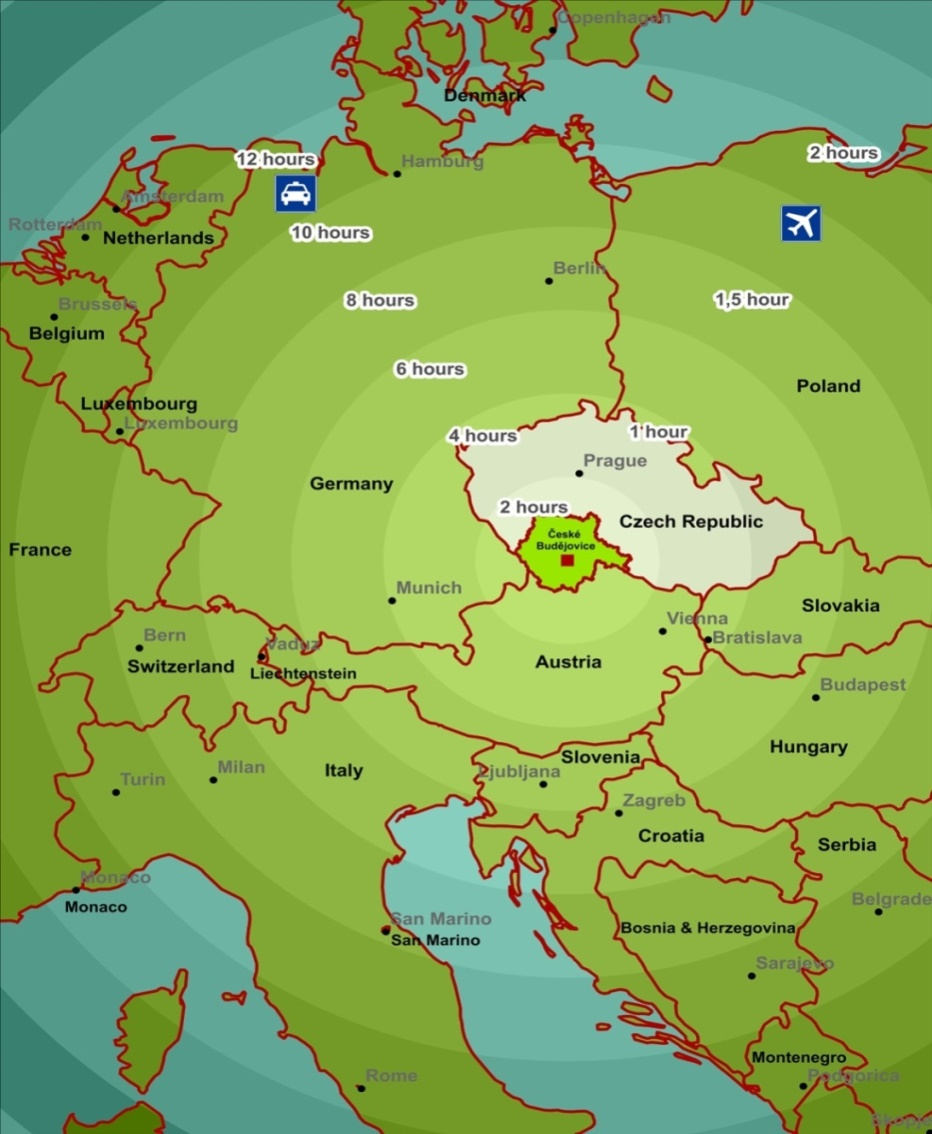 Copenhagen
Denmark
2 hours
12 hours
Hamburg
Amsterdam
Rotterdam
Netherlands
10 hours
Berlin
Brussels
8 hours
1,5 hour
Belgium
6 hours
Poland
Luxembourg
Luxembourg
4 hours
1 hour
Prague
Germany
2 hours
Czech Republic
České
Budějovice
France
Munich
Slovakia
Vienna
Bratislava
Bern
Vaduz
Switzerland
Liechtenstein
Austria
Budapest
Hungary
Slovenia
Ljubljana
Italy
Milan
Turin
Zagreb
Croatia
Serbia
Monaco
Monaco
Belgrade
San Marino
San Marino
Bosnia & Herzegovina
Sarajevo
Montenegro
Podgorica
Rome